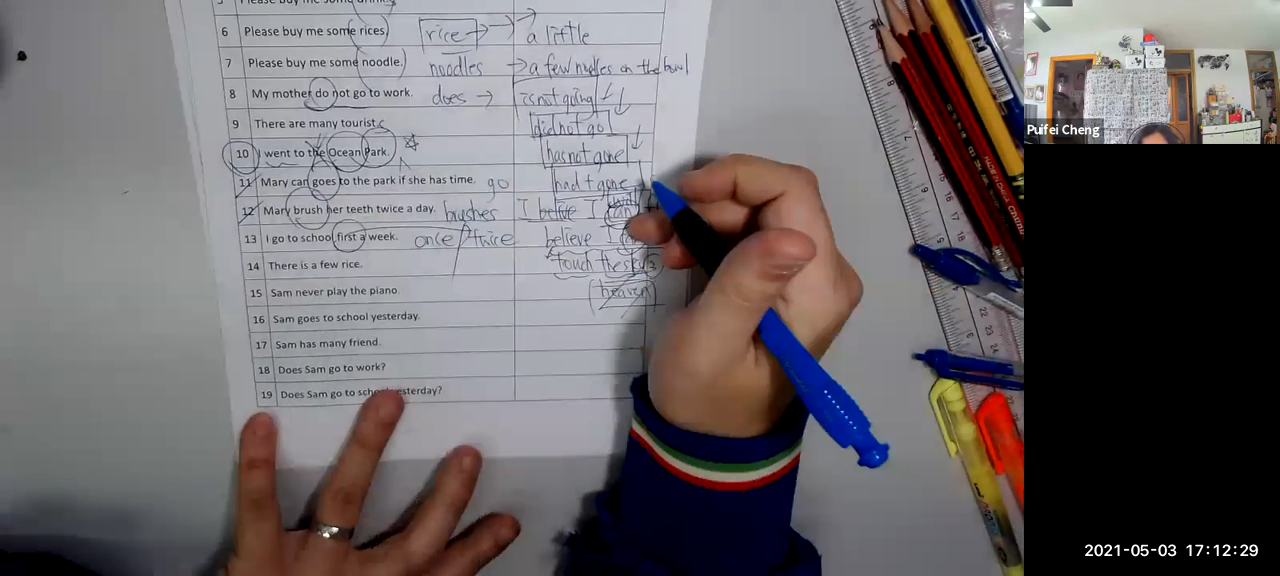 6 Please buy me some rices. rice → a little
7 Please buy me some noodle. noodles → a few nudles on the bowl
8 My mother do not go to work. does → is not going
9 There are many tourist. did not go
10 I went to the Ocean Park. has not gone
11 Mary can goes to the park if she has time. go had + gone
12 Mary brush her teeth twice a day. brushes I believe I can
13 I go to school first a week. once / twice believe I
14 There is a few rice. touch the sky
15 Sam never play the piano. (heaven)
16 Sam goes to school yesterday.
17 Sam has many friend.
18 Does Sam go to work?
19 Does Sam go to school yesterday?
Puifei Cheng
2021-05-03 17:12:29